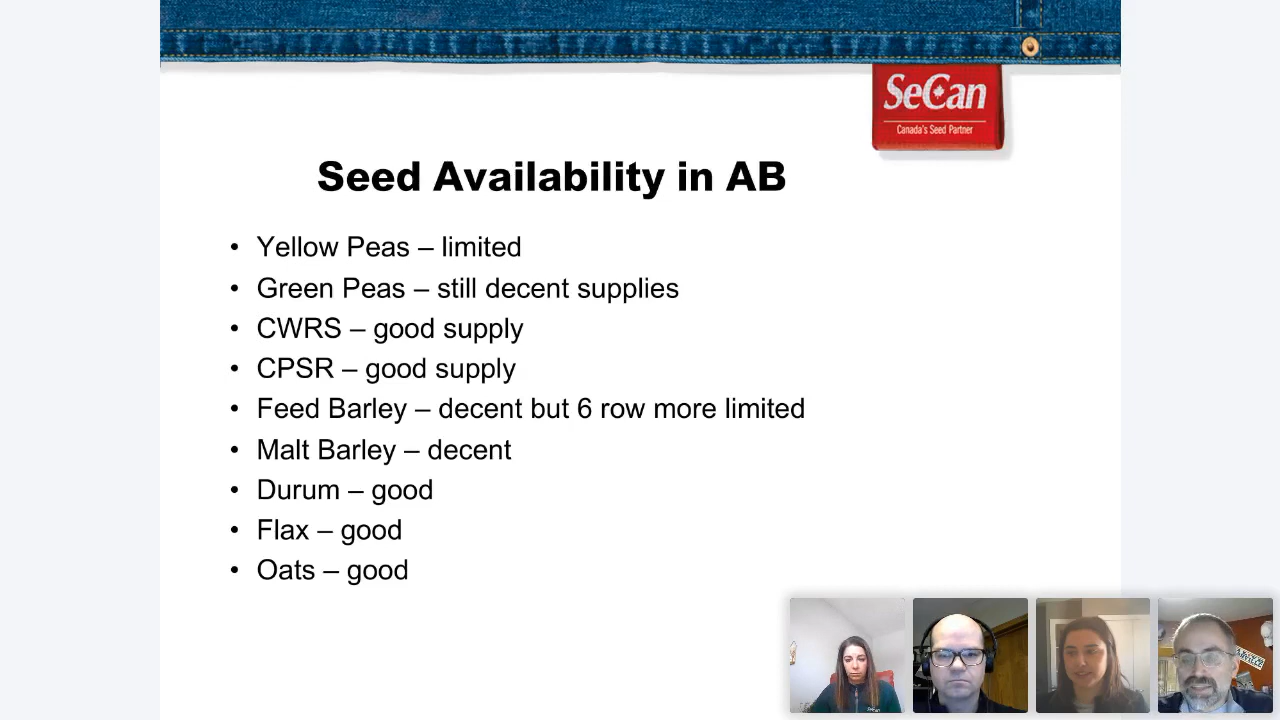 SeCan
Canada's Seed Partner
Seed Availability in AB
• Yellow Peas – limited
• Green Peas – still decent supplies
• CWRS – good supply
• CPSR – good supply
• Feed Barley – decent but 6 row more limited
• Malt Barley – decent
• Durum – good
• Flax – good
• Oats – good
SeCan